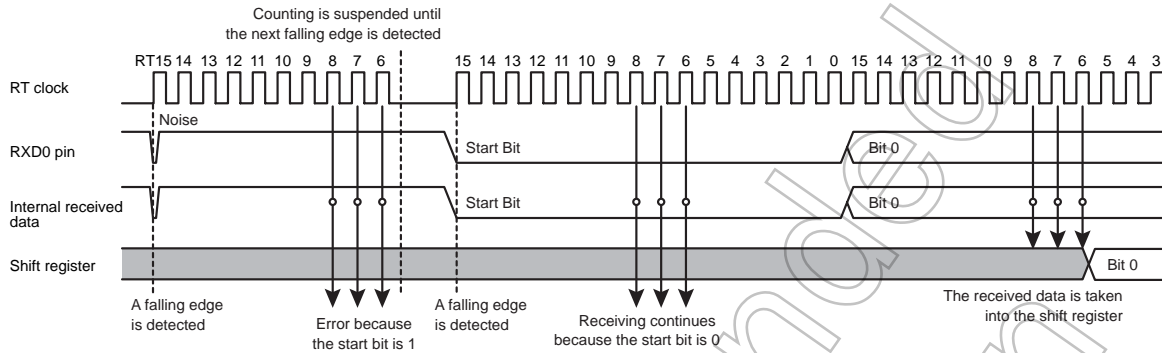 Counting is suspended until
the next falling edge is detected
RT15 14 13 12 11 10 9 8 7 6 15 14 13 12 11 10 9 8 7 6 5 4 3 2 1 0 15 14 13 12 11 10 9 8 7 6 5 4 3
RT clock
Noise
RXD0 pin
Start Bit
Bit 0
Internal received
data
Start Bit
Bit 0
Shift register
Bit 0
A falling edge
is detected
Error because
the start bit is 1
A falling edge
is detected
Receiving continues
because the start bit is 0
The received data is taken
into the shift register